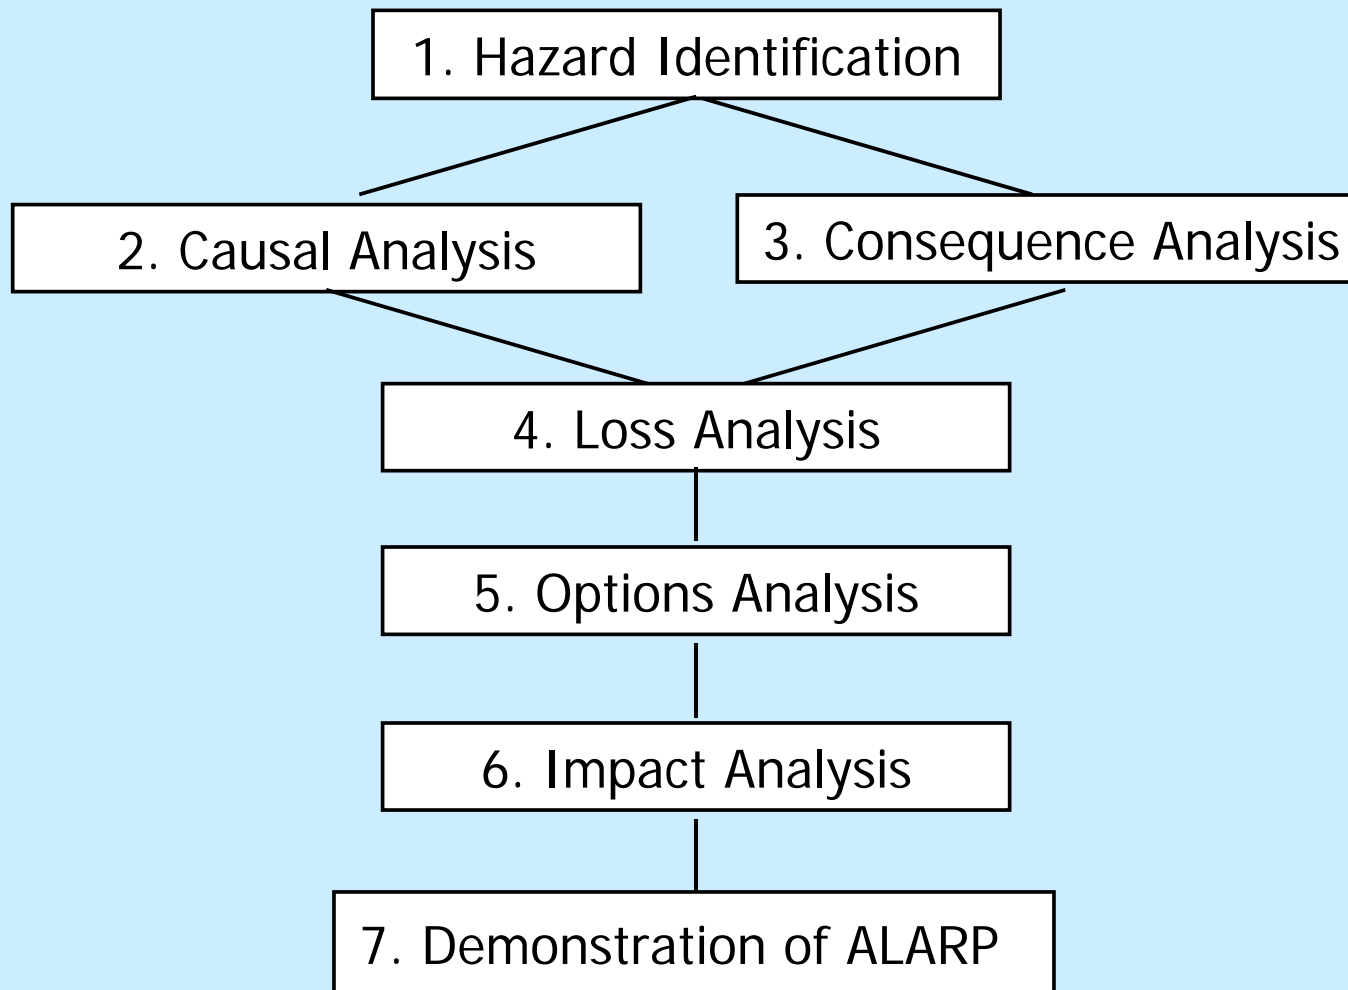 1. Hazard Identification
2. Causal Analysis
3. Consequence Analysis
4. Loss Analysis
5. Options Analysis
6. Impact Analysis
7. Demonstration of ALARP